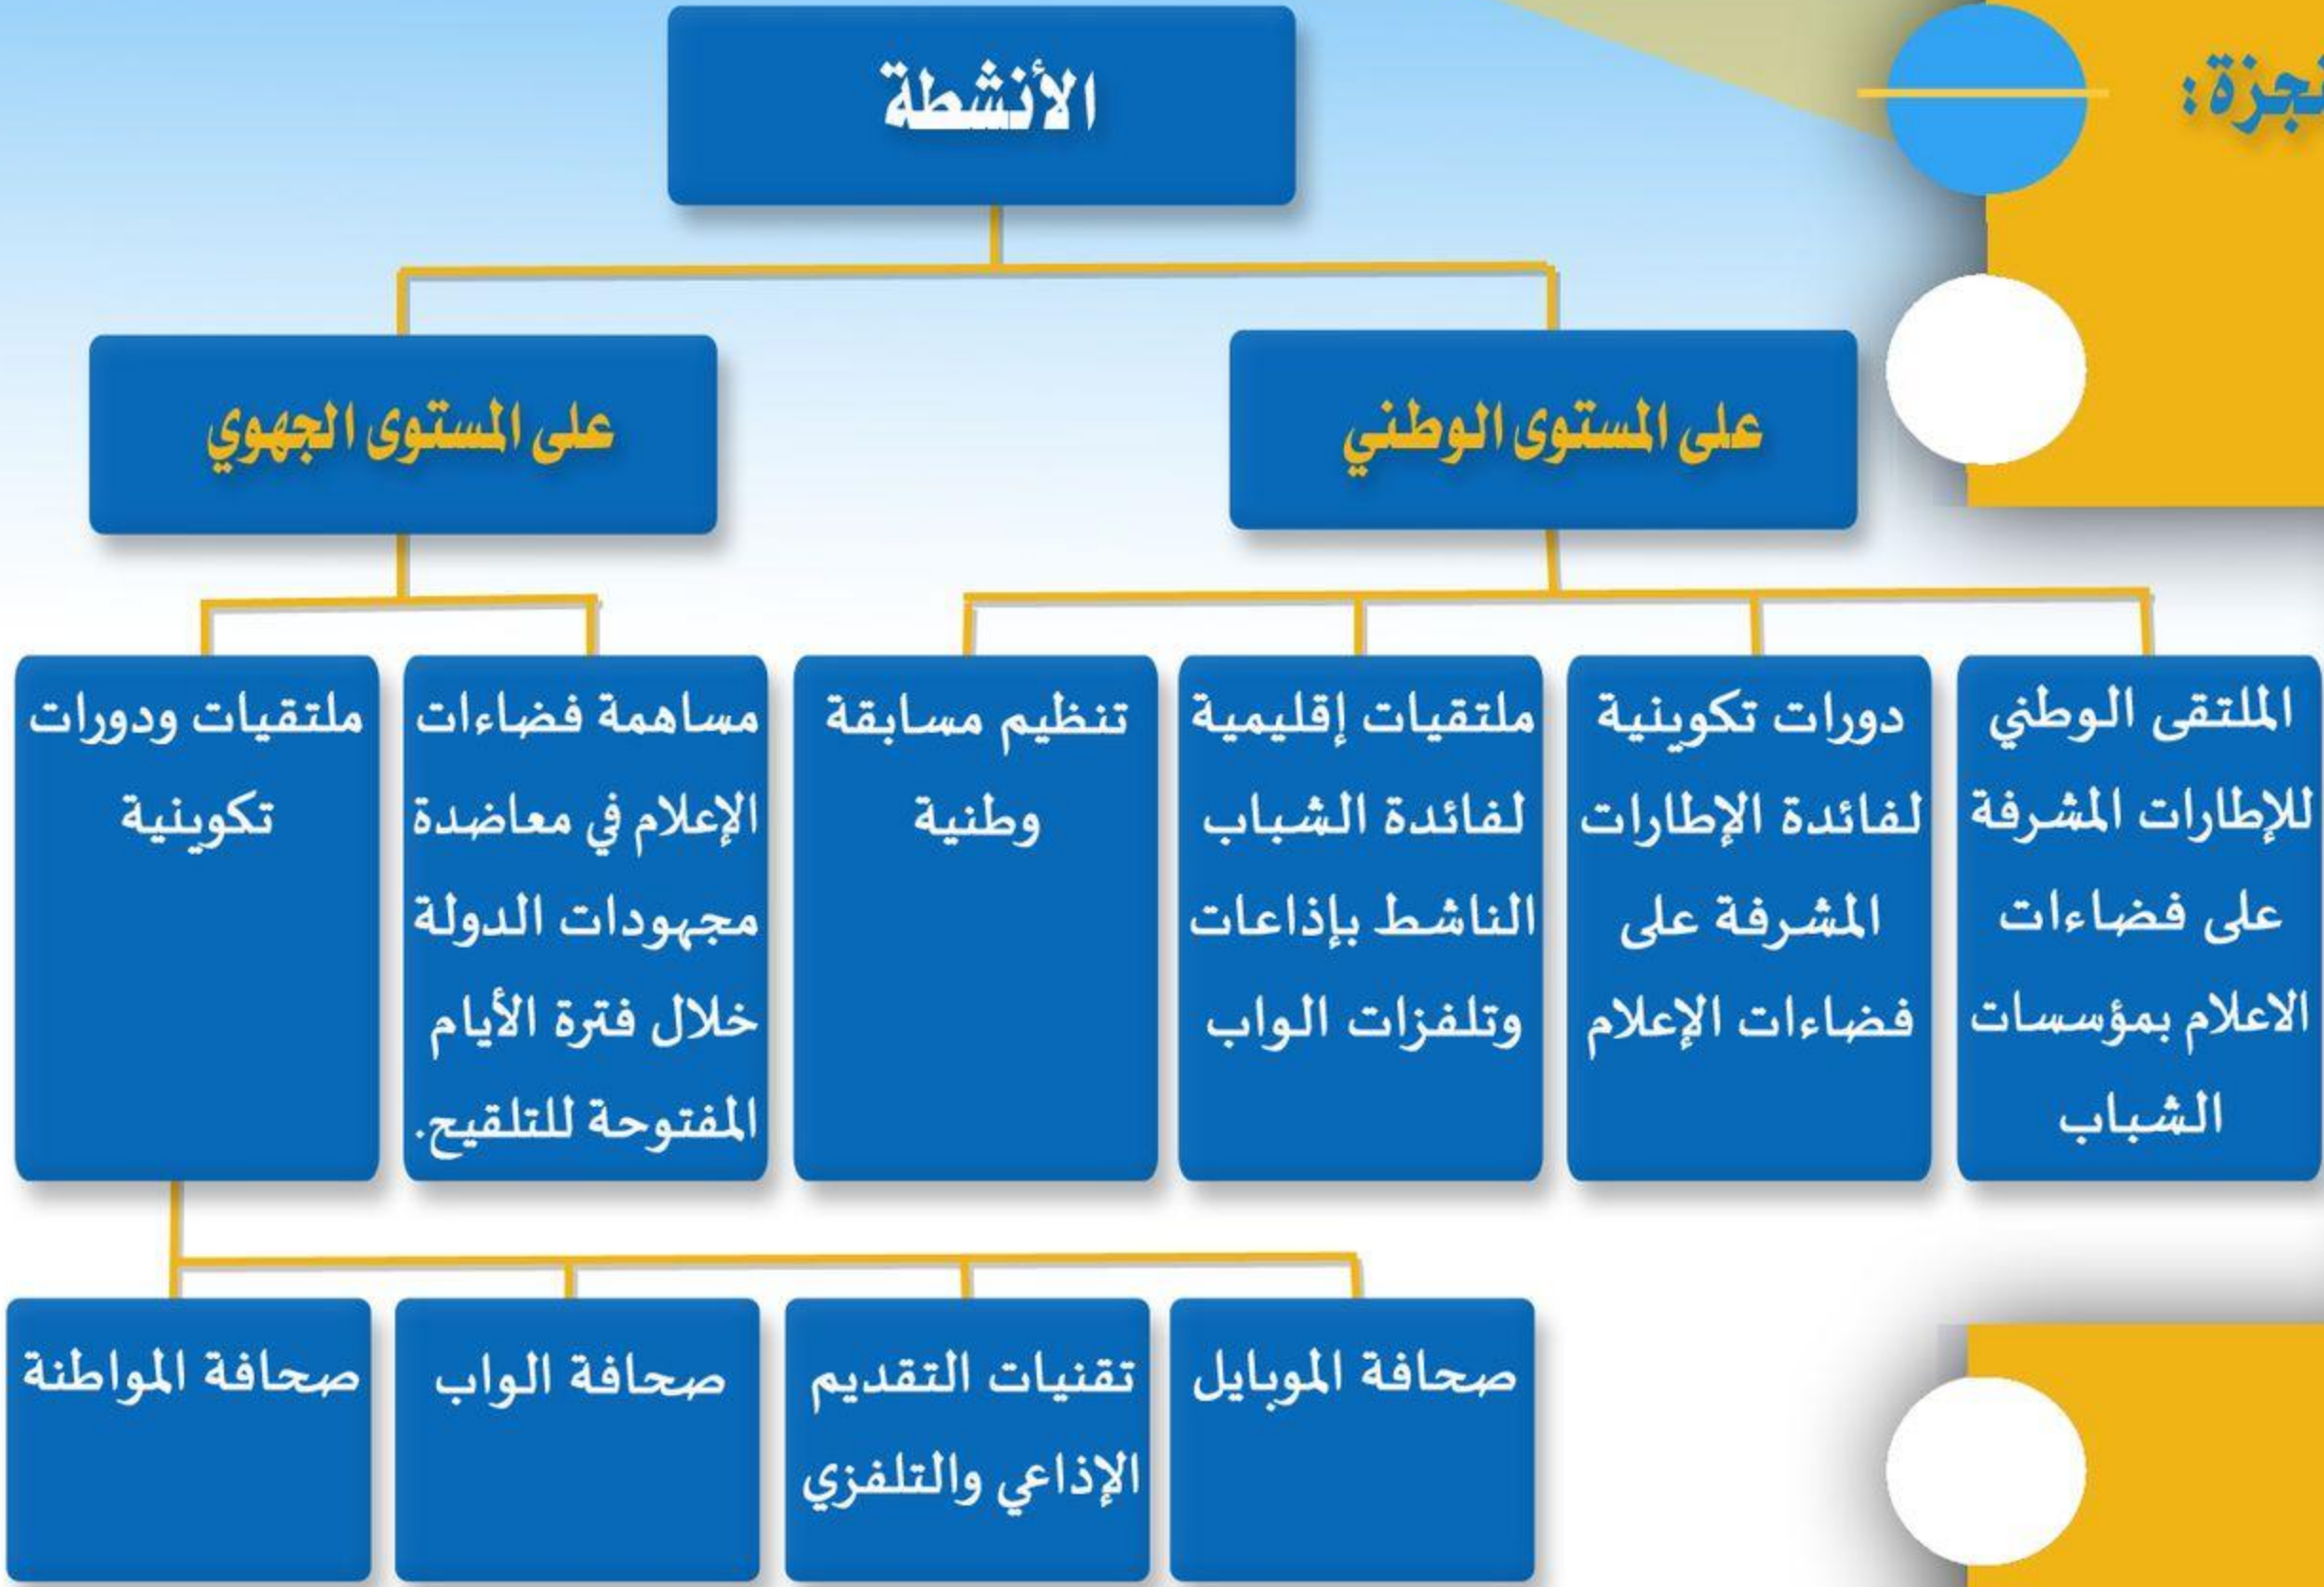 الأنشطة
على المستوى الوطني
على المستوى الجهوي
الملتقى الوطني
للإطارات المشرفة
على فضاءات
الاعلام بمؤسسات
الشباب
دورات تكوينية
لفائدة الإطارات
المشرفة على
فضاءات الإعلام
ملتقيات إقليمية
لفائدة الشباب
الناشط بإذاعات
وتلفزات الواب
تنظيم مسابقة
وطنية
مساهمة فضاءات
الإعلام في معاضدة
مجهودات الدولة
خلال فترة الأيام
المفتوحة للتلقيح.
ملتقيات ودورات
تكوينية
صحافة الموبايل
تقنيات التقديم
الإذاعي والتلفزي
صحافة الواب
صحافة المواطنة